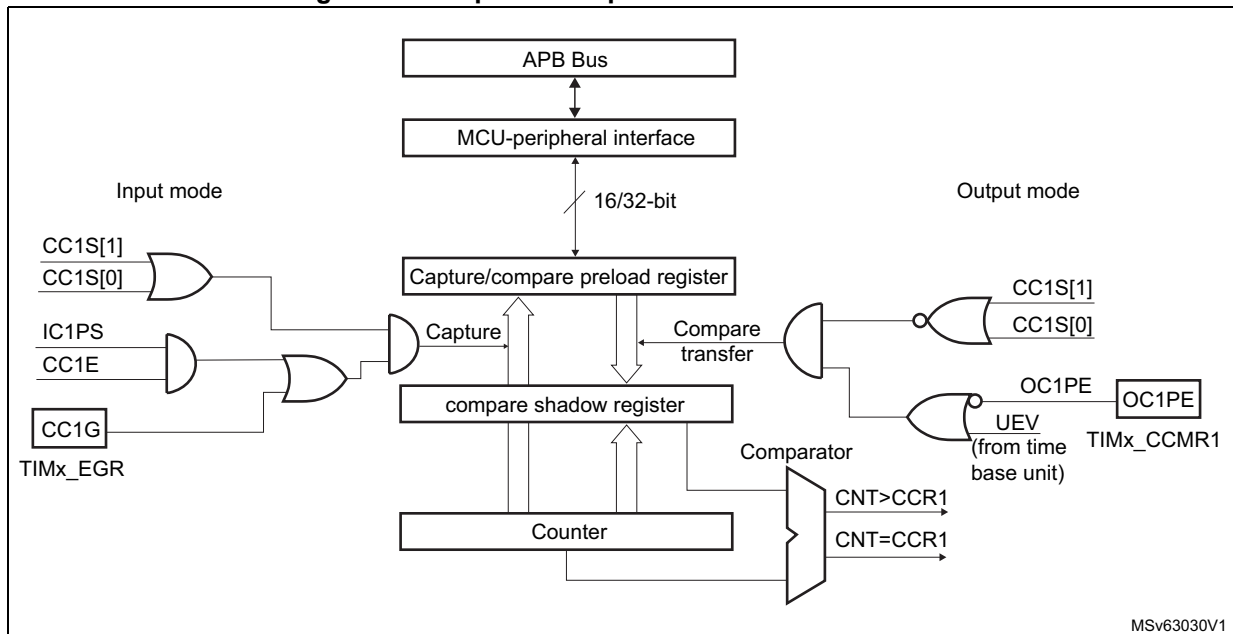 APB Bus
MCU-peripheral interface
16/32-bit
Input mode
Output mode
CC1S[1]
CC1S[0]
IC1PS
CC1E
CC1G
TIMx_EGR
Capture/compare preload register
Capture
Compare
transfer
compare shadow register
Counter
Comparator
CNT>CCR1
CNT=CCR1
CC1S[1]
CC1S[0]
OC1PE
OC1PE
UEV
(from time
base unit)
TIMx_CCMR1
MSv63030V1